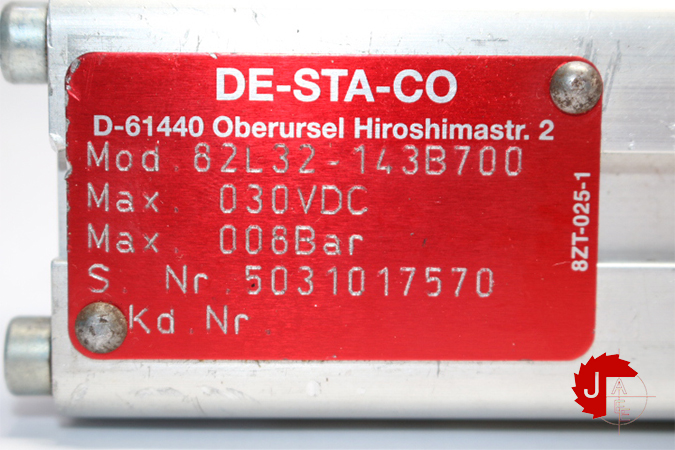 DE-STA-CO
D-61440 Oberursel Hiroshimastr. 2
Mod. 82L32-143B700
Max. 030VDC
Max. 008Bar
S. Nr. 5031017570
Kd.Nr.
8ZT-025-1
J